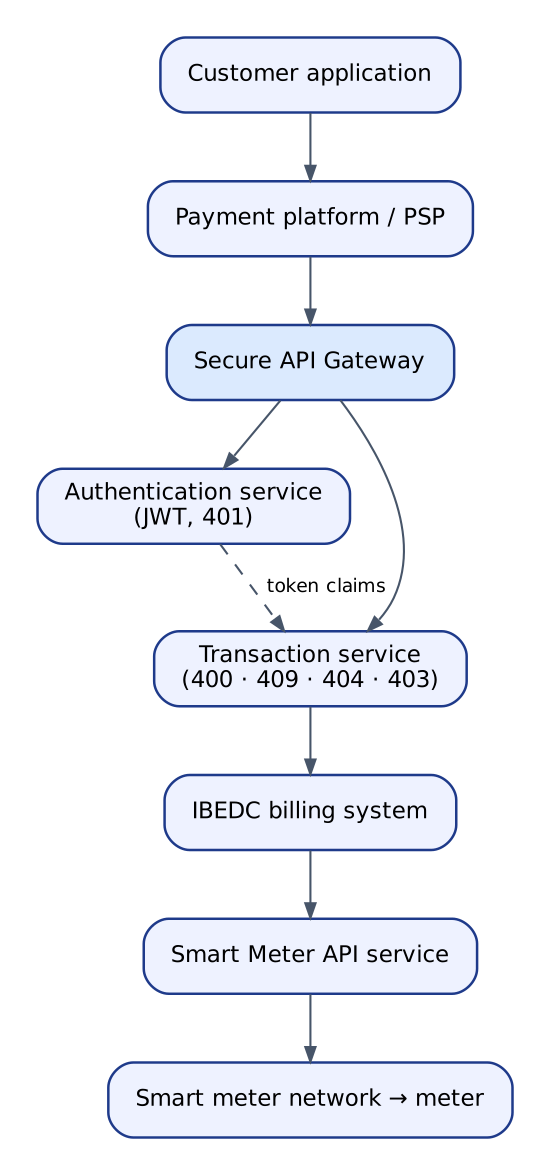 Customer application
Payment platform / PSP
Secure API Gateway
Authentication service
(JWT, 401)
token claims
Transaction service
(400 · 409 · 404 · 403)
IBEDC billing system
Smart Meter API service
Smart meter network → meter